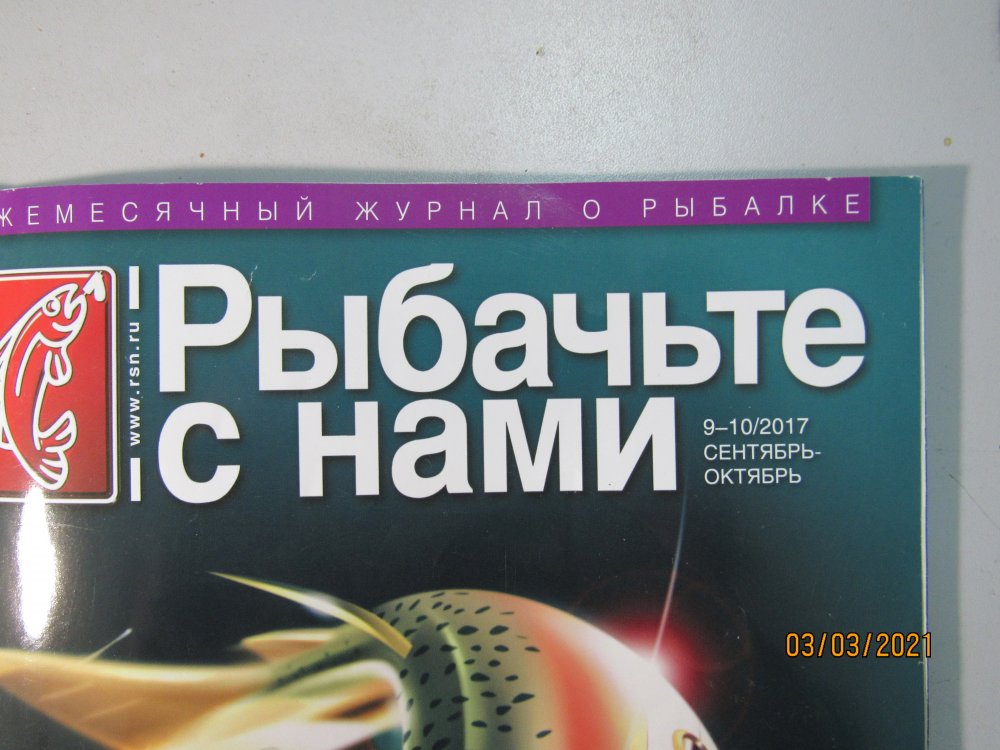 ЖЕМЕСЯЧНЫЙ ЖУРНАЛ О РЫБАЛКЕ
www.rsn.ru
Рыбачьте
с нами
9–10/2017
СЕНТЯБРЬ-
ОКТЯБРЬ
03/03/2021